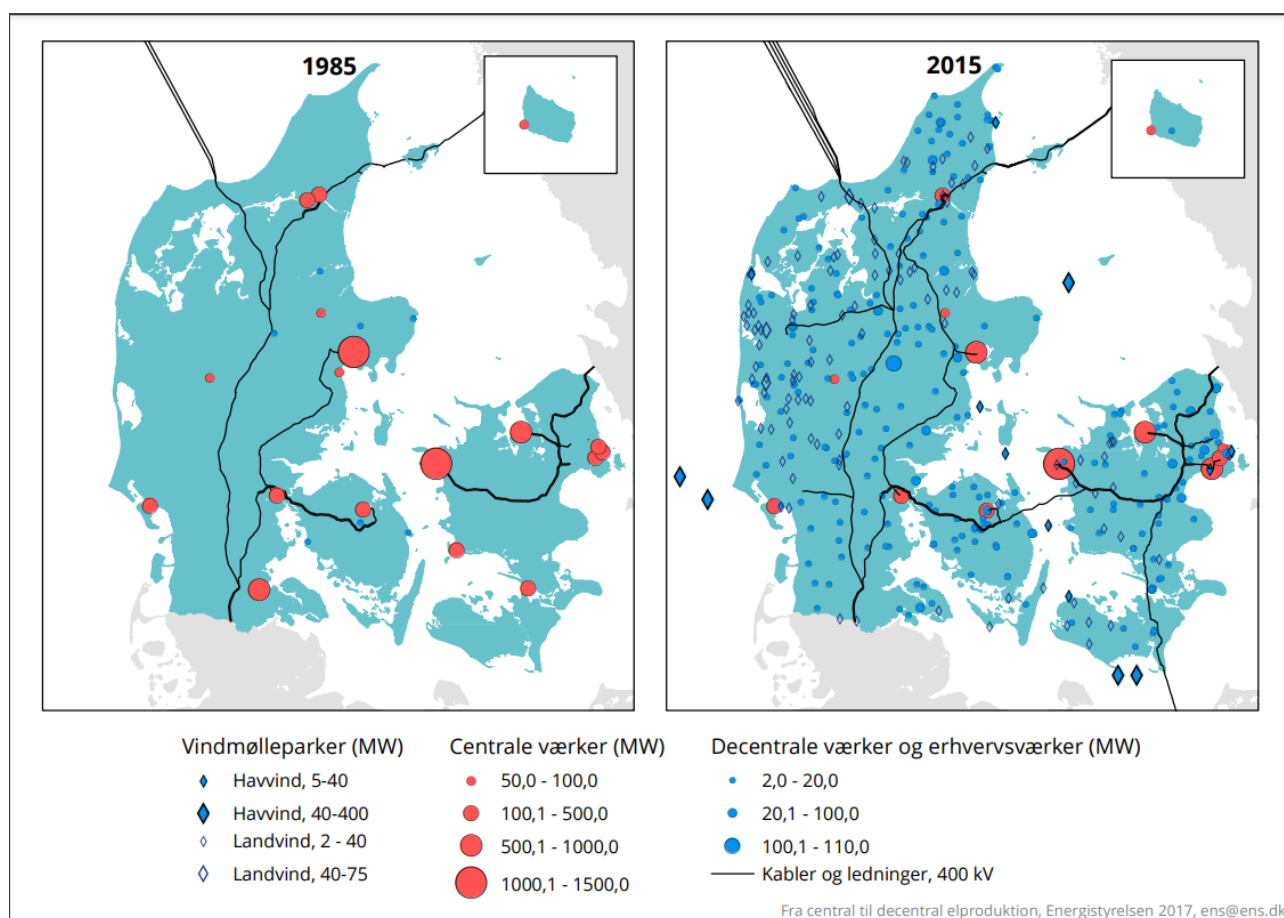 1985
2015
Vindmølleparker (MW)
Havvind, 5-40
Havvind, 40-400
Landvind, 2 - 40
Landvind, 40-75
Centrale værker (MW)
50,0 - 100,0
100,1 - 500,0
500,1 - 1000,0
1000,1 - 1500,0
Decentrale værker og erhvervsværker (MW)
2,0 - 20,0
20,1 - 100,0
100,1 - 110,0
Kabler og ledninger, 400 kV
Fra central til decentral elproduktion, Energistyrelsen 2017, ens@ens.dk